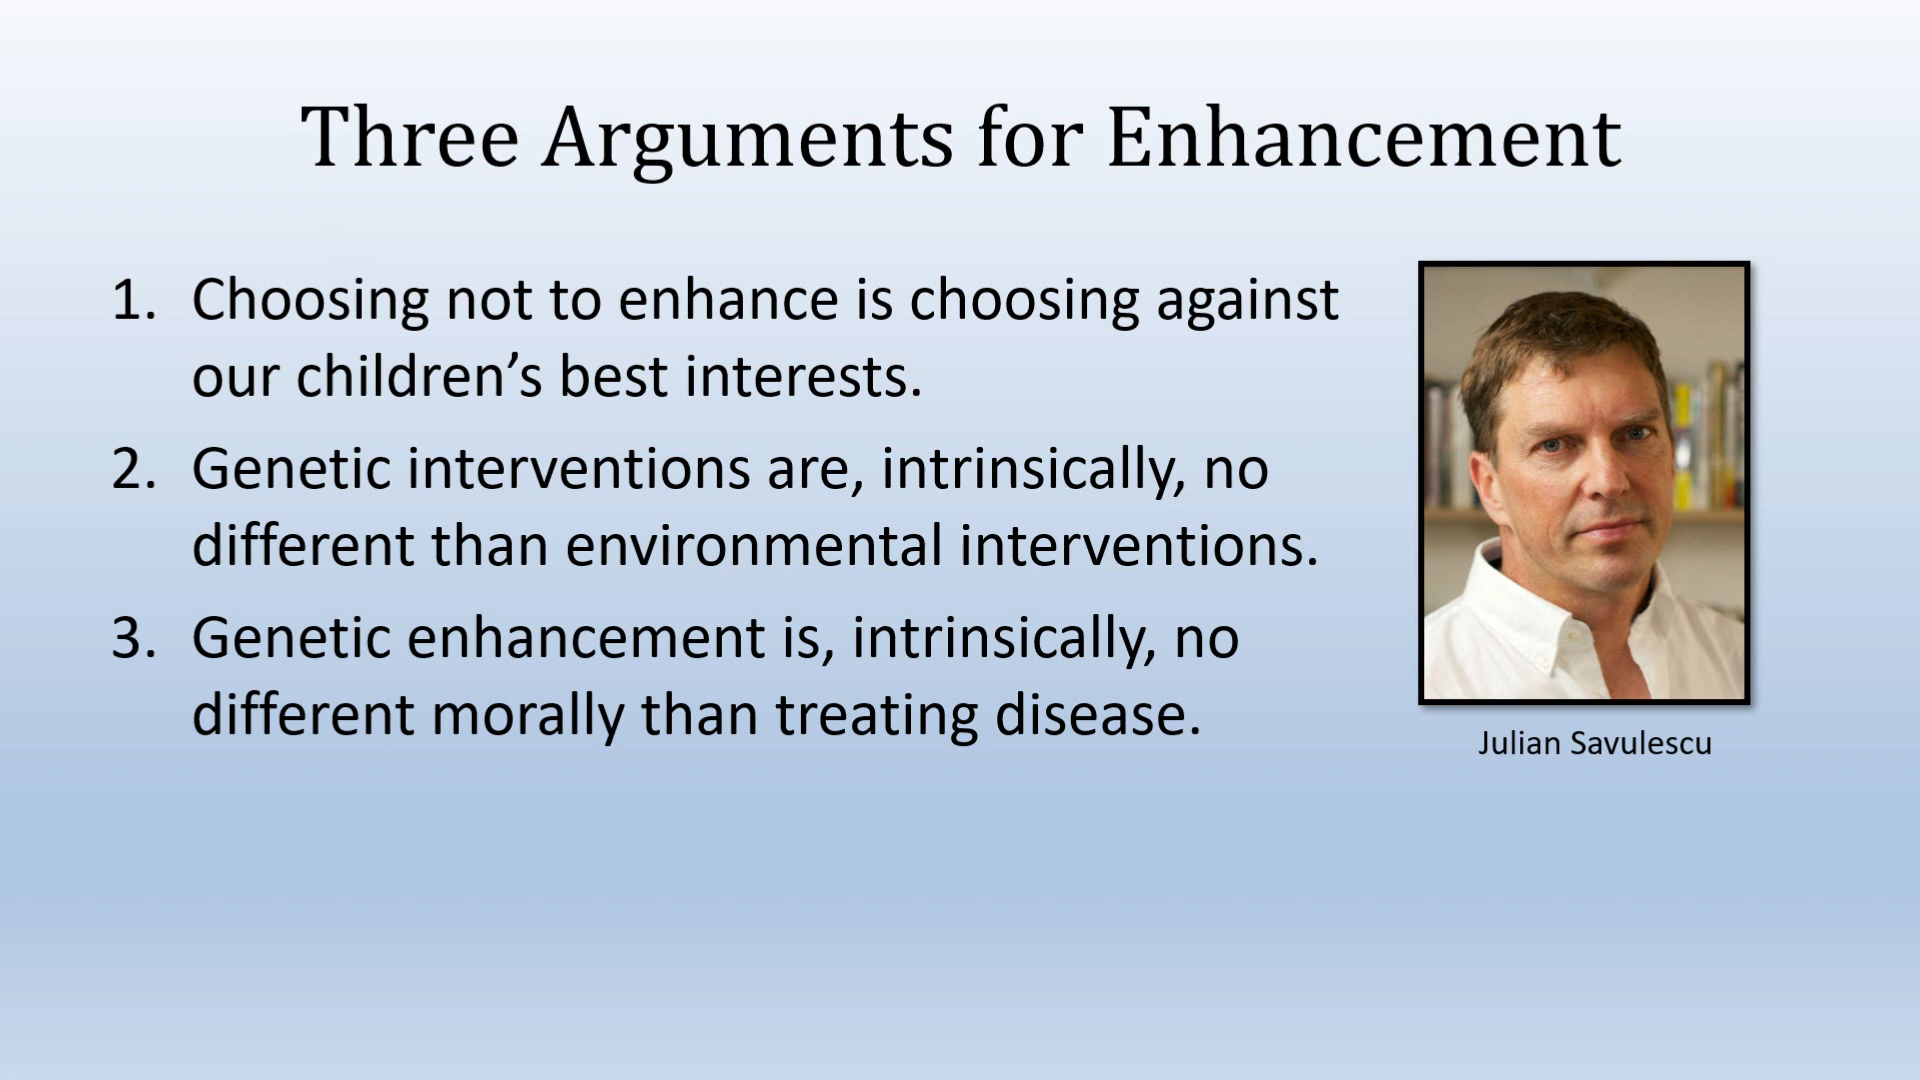 Three Arguments for Enhancement
1. Choosing not to enhance is choosing against
our children’s best interests.
2. Genetic interventions are, intrinsically, no
different than environmental interventions.
3. Genetic enhancement is, intrinsically, no
different morally than treating disease.
Julian Savulescu